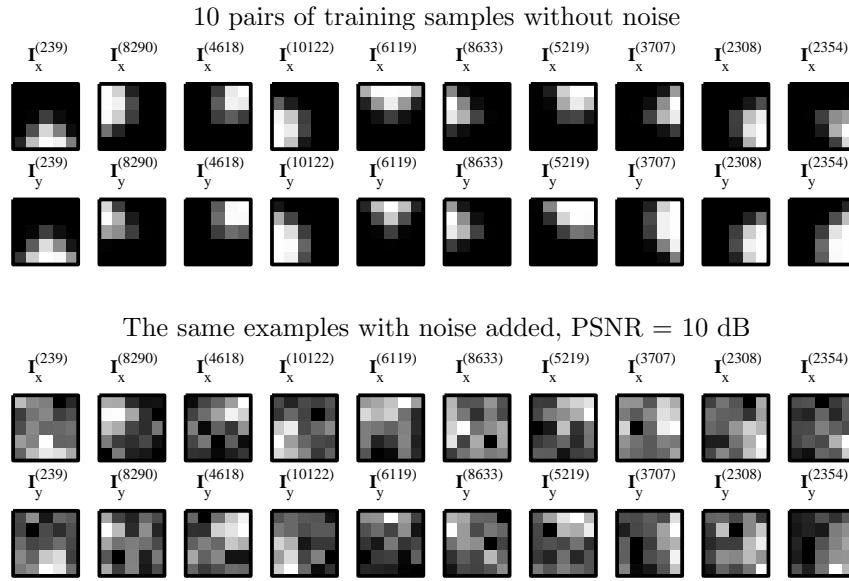 10 pairs of training samples without noise
I_x^(239) I_x^(8290) I_x^(4618) I_x^(10122) I_x^(6119) I_x^(8633) I_x^(5219) I_x^(3707) I_x^(2308) I_x^(2354)
I_y^(239) I_y^(8290) I_y^(4618) I_y^(10122) I_y^(6119) I_y^(8633) I_y^(5219) I_y^(3707) I_y^(2308) I_y^(2354)
The same examples with noise added, PSNR = 10 dB
I_x^(239) I_x^(8290) I_x^(4618) I_x^(10122) I_x^(6119) I_x^(8633) I_x^(5219) I_x^(3707) I_x^(2308) I_x^(2354)
I_y^(239) I_y^(8290) I_y^(4618) I_y^(10122) I_y^(6119) I_y^(8633) I_y^(5219) I_y^(3707) I_y^(2308) I_y^(2354)